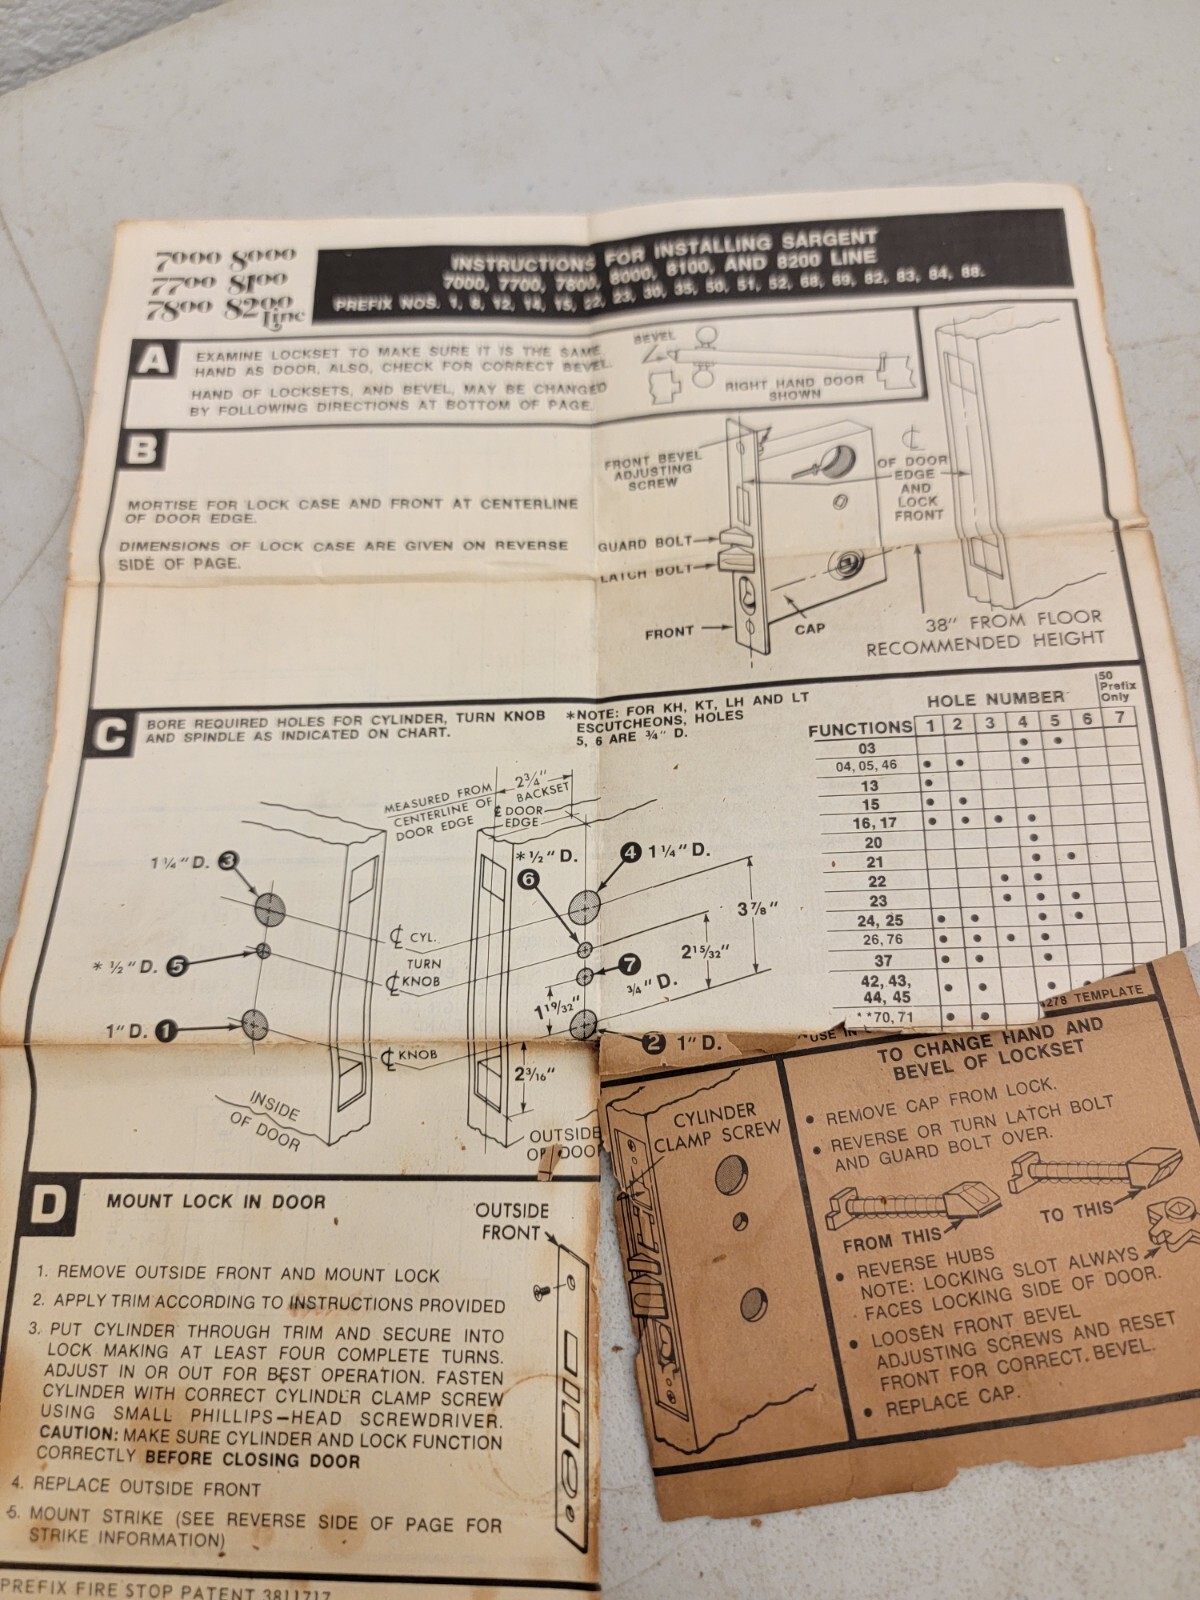 7000 8000
7700 8100
7800 8200
Line
INSTRUCTIONS FOR INSTALLING SARGENT
7000, 7700, 7800, 8000, 8100, AND 8200 LINE
PREFIX NOS. 1, 8, 12, 14, 15, 22, 23, 30, 35, 50, 51, 52, 68, 69, 82, 83, 84, 88.
A
EXAMINE LOCKSET TO MAKE SURE IT IS THE SAME
HAND AS DOOR, ALSO, CHECK FOR CORRECT BEVEL.
HAND OF LOCKSETS, AND BEVEL, MAY BE CHANGED
BY FOLLOWING DIRECTIONS AT BOTTOM OF PAGE.
BEVEL
RIGHT HAND DOOR
SHOWN
B
MORTISE FOR LOCK CASE AND FRONT AT CENTERLINE
OF DOOR EDGE.
DIMENSIONS OF LOCK CASE ARE GIVEN ON REVERSE
SIDE OF PAGE.
FRONT BEVEL
ADJUSTING
SCREW
GUARD BOLT
LATCH BOLT
FRONT
CAP
℄
OF DOOR
EDGE
AND
LOCK
FRONT
38" FROM FLOOR
RECOMMENDED HEIGHT
C
BORE REQUIRED HOLES FOR CYLINDER, TURN KNOB
AND SPINDLE AS INDICATED ON CHART.
*NOTE: FOR KH, KT, LH AND LT
ESCUTCHEONS, HOLES
5, 6 ARE 3/4" D.
MEASURED FROM
CENTERLINE OF
DOOR EDGE
2 3/4"
BACKSET
℄ DOOR
EDGE
1 1/4" D. 3
* 1/2" D. 5
1" D. 1
℄ CYL.
TURN
℄ KNOB
℄ KNOB
INSIDE
OF DOOR
* 1/2" D.
6
4 1 1/4" D.
7
3/4" D.
2 1" D.
3 7/8"
2 15/32"
1 19/32"
2 3/16"
OUTSIDE
OF DOOR
HOLE NUMBER
50
Prefix
Only
FUNCTIONS 1 2 3 4 5 6 7
03 • •
04, 05, 46 • • •
13 •
15 • •
16, 17 • • • •
20 •
21 • •
22 • •
23 • • •
24, 25 • • • •
26, 76 • • • •
37 • • •
42, 43,
44, 45 • • • •
**70, 71 • •
USE IN
278 TEMPLATE
TO CHANGE HAND AND
BEVEL OF LOCKSET
• REMOVE CAP FROM LOCK.
• REVERSE OR TURN LATCH BOLT
AND GUARD BOLT OVER.
FROM THIS
TO THIS
• REVERSE HUBS
NOTE: LOCKING SLOT ALWAYS
FACES LOCKING SIDE OF DOOR.
• LOOSEN FRONT BEVEL
ADJUSTING SCREWS AND RESET
FRONT FOR CORRECT. BEVEL.
• REPLACE CAP.
CYLINDER
CLAMP SCREW
D
MOUNT LOCK IN DOOR
OUTSIDE
FRONT
1. REMOVE OUTSIDE FRONT AND MOUNT LOCK
2. APPLY TRIM ACCORDING TO INSTRUCTIONS PROVIDED
3. PUT CYLINDER THROUGH TRIM AND SECURE INTO
LOCK MAKING AT LEAST FOUR COMPLETE TURNS.
ADJUST IN OR OUT FOR BEST OPERATION. FASTEN
CYLINDER WITH CORRECT CYLINDER CLAMP SCREW
USING SMALL PHILLIPS-HEAD SCREWDRIVER.
CAUTION: MAKE SURE CYLINDER AND LOCK FUNCTION
CORRECTLY BEFORE CLOSING DOOR
4. REPLACE OUTSIDE FRONT
5. MOUNT STRIKE (SEE REVERSE SIDE OF PAGE FOR
STRIKE INFORMATION)
PREFIX FIRE STOP PATENT 3811717